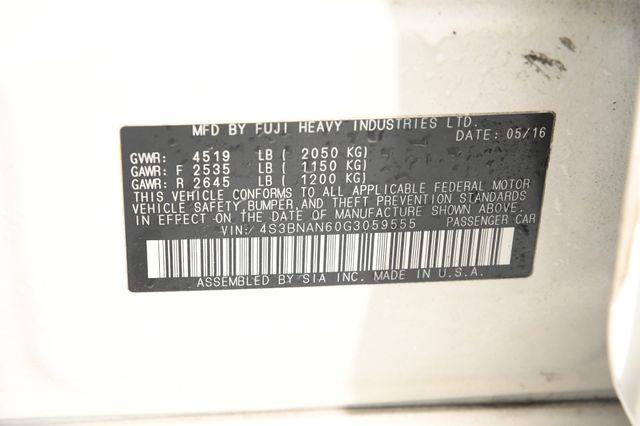 MFD BY FUJI HEAVY INDUSTRIES LTD.
DATE: 05/16
GVWR: 4519 LB ( 2050 KG)
GAWR: F 2535 LB ( 1150 KG)
GAWR: R 2645 LB ( 1200 KG)
THIS VEHICLE CONFORMS TO ALL APPLICABLE FEDERAL MOTOR
VEHICLE SAFETY,BUMPER,AND THEFT PREVENTION STANDARDS
IN EFFECT ON THE DATE OF MANUFACTURE SHOWN ABOVE.
VIN: 4S3BNAN60G3059555 PASSENGER CAR
ASSEMBLED BY SIA INC. MADE IN U.S.A.